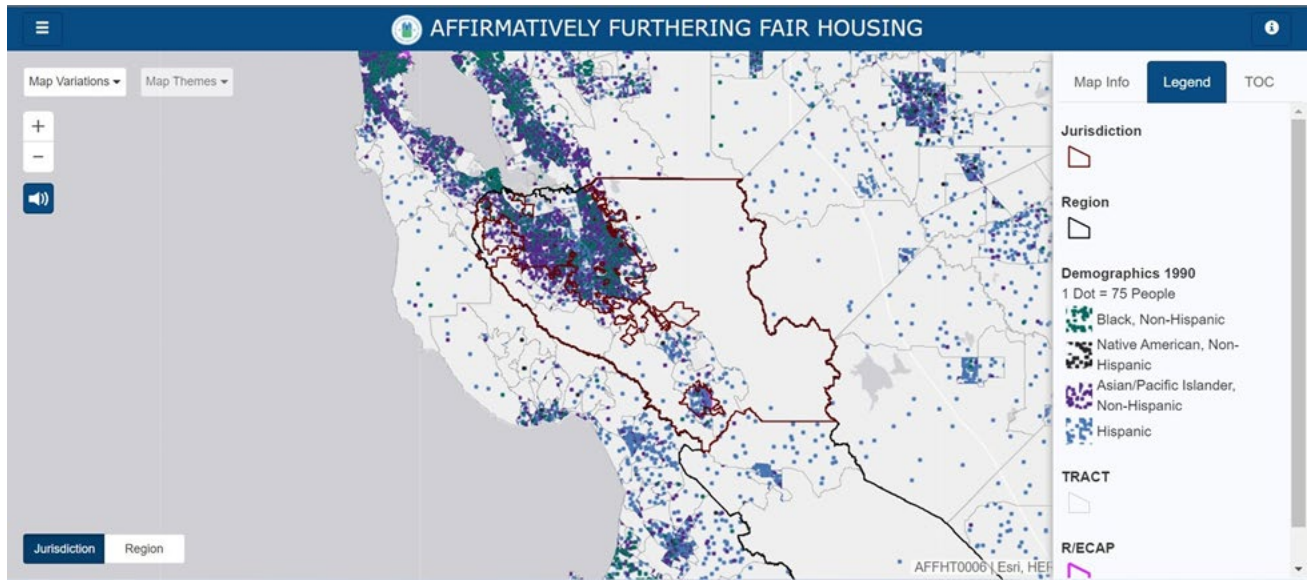 AFFIRMATIVELY FURTHERING FAIR HOUSING
Map Variations
Map Themes
+
−
Map Info
Legend
TOC
Jurisdiction
Region
Demographics 1990
1 Dot = 75 People
Black, Non-Hispanic
Native American, Non-
Hispanic
Asian/Pacific Islander,
Non-Hispanic
Hispanic
TRACT
R/ECAP
Jurisdiction
Region
AFFHT0006 | Esri, HER